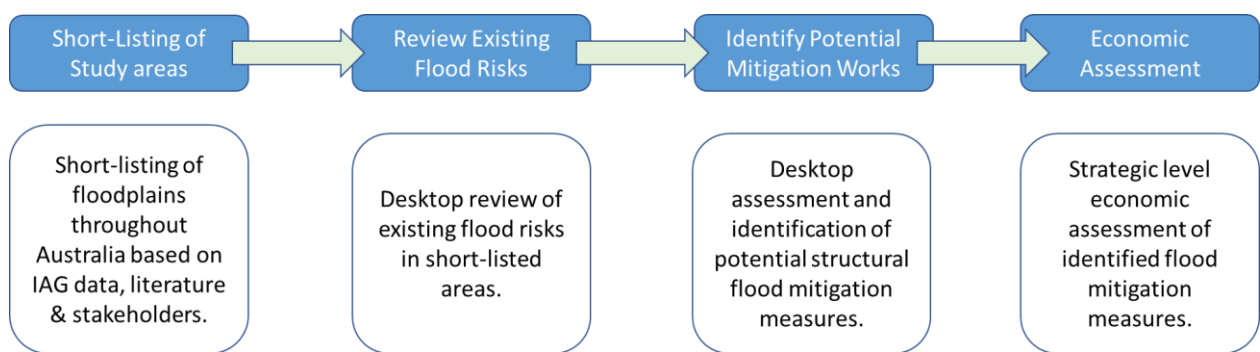 Short-Listing of
Study areas
Review Existing
Flood Risks
Identify Potential
Mitigation Works
Economic
Assessment
Short-listing of
floodplains
throughout
Australia based on
IAG data, literature
& stakeholders.
Desktop review of
existing flood risks
in short-listed
areas.
Desktop
assessment and
identification of
potential structural
flood mitigation
measures.
Strategic level
economic
assessment of
identified flood
mitigation
measures.